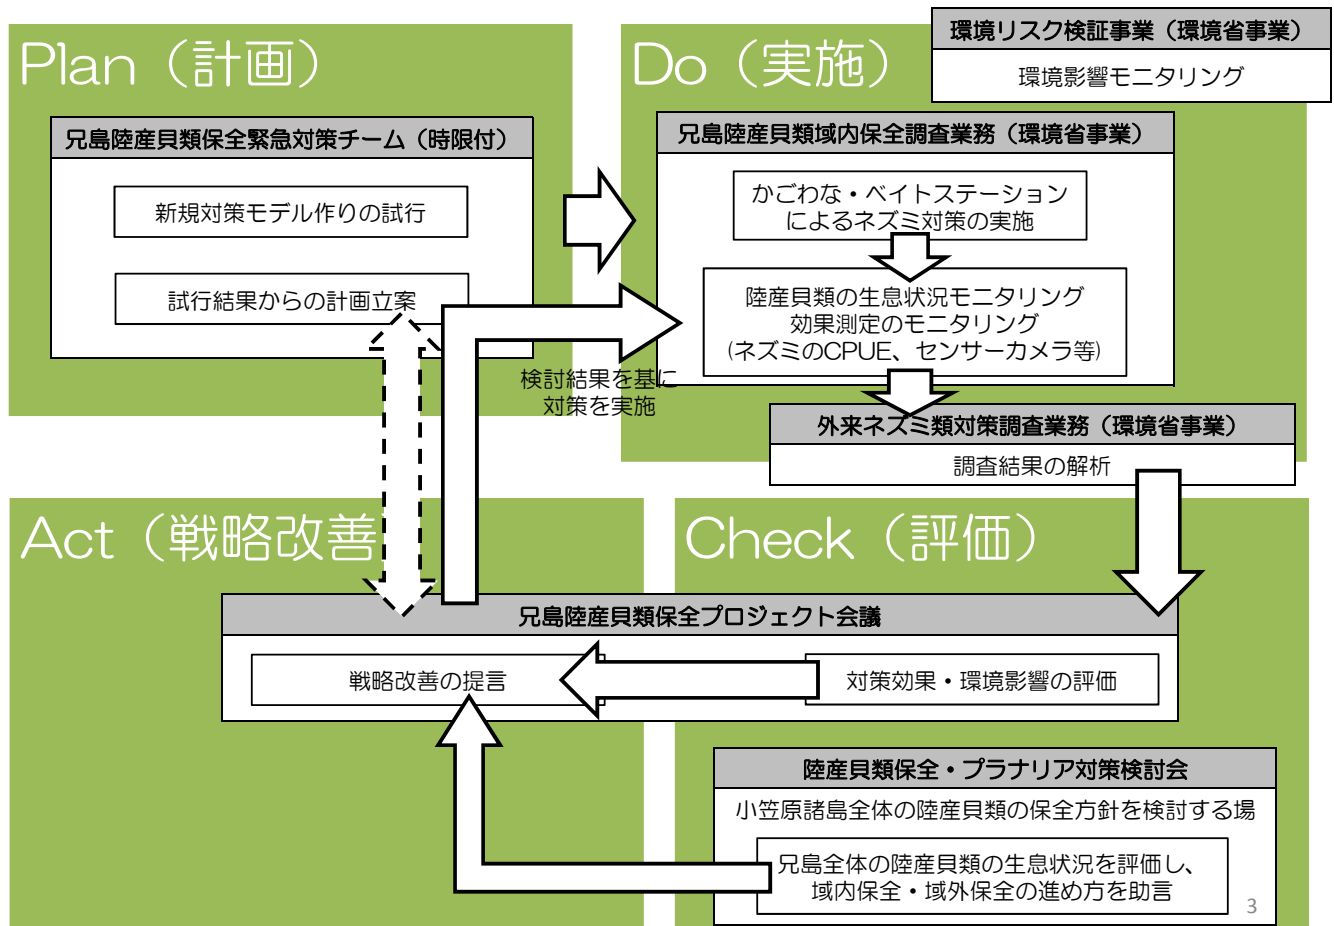 Plan（計画）
兄島陸産貝類保全緊急対策チーム（時限付）
新規対策モデル作りの試行
試行結果からの計画立案
Do（実施）
環境リスク検証事業（環境省事業）
環境影響モニタリング
兄島陸産貝類域内保全調査業務（環境省事業）
かごわな・ベイトステーション
によるネズミ対策の実施
陸産貝類の生息状況モニタリング
効果測定のモニタリング
(ネズミのCPUE、センサーカメラ等)
検討結果を基に
対策を実施
外来ネズミ類対策調査業務（環境省事業）
調査結果の解析
Act（戦略改善
Check（評価）
兄島陸産貝類保全プロジェクト会議
戦略改善の提言
対策効果・環境影響の評価
陸産貝類保全・プラナリア対策検討会
小笠原諸島全体の陸産貝類の保全方針を検討する場
兄島全体の陸産貝類の生息状況を評価し、
域内保全・域外保全の進め方を助言
3